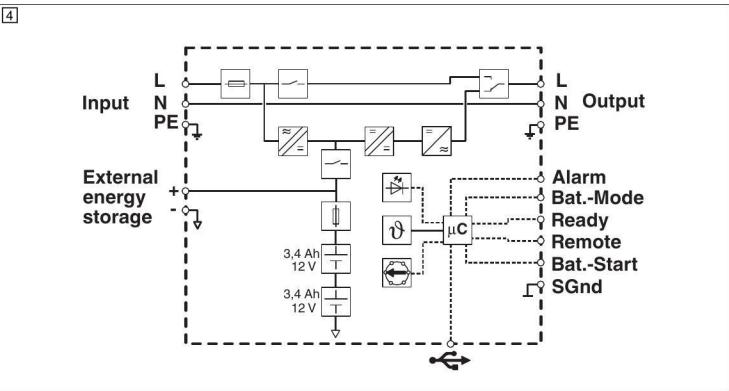 4
L
L
Input
N
N
Output
PE
PE
External
energy
storage
+
-
Alarm
Bat.-Mode
Ready
Remote
Bat.-Start
SGnd
ϑ
µC
3,4 Ah
12 V
3,4 Ah
12 V